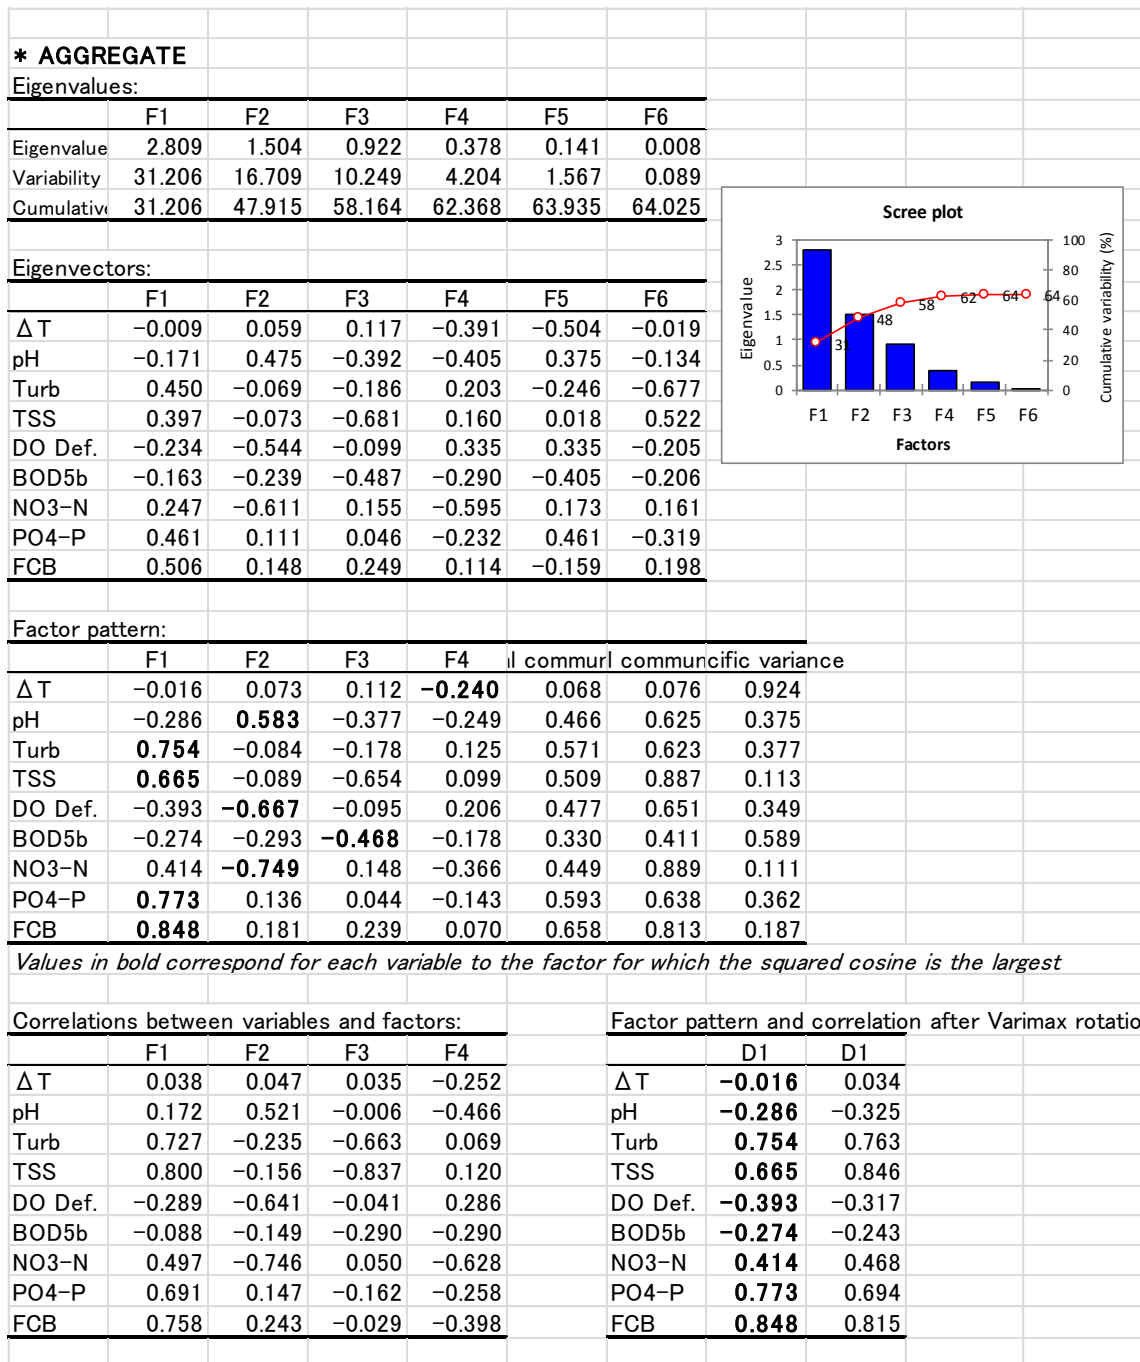 * AGGREGATE
Eigenvalues:
F1 F2 F3 F4 F5 F6
Eigenvalue 2.809 1.504 0.922 0.378 0.141 0.008
Variability 31.206 16.709 10.249 4.204 1.567 0.089
Cumulative 31.206 47.915 58.164 62.368 63.935 64.025
Scree plot
3
2.5
2
1.5
1
0.5
0
Eigenvalue
31 48 58 62 64 64
100
80
60
40
20
0
Cumulative variability (%)
F1 F2 F3 F4 F5 F6
Factors
Eigenvectors:
F1 F2 F3 F4 F5 F6
ΔT −0.009 0.059 0.117 −0.391 −0.504 −0.019
pH −0.171 0.475 −0.392 −0.405 0.375 −0.134
Turb 0.450 −0.069 −0.186 0.203 −0.246 −0.677
TSS 0.397 −0.073 −0.681 0.160 0.018 0.522
DO Def. −0.234 −0.544 −0.099 0.335 0.335 −0.205
BOD5b −0.163 −0.239 −0.487 −0.290 −0.405 −0.206
NO3−N 0.247 −0.611 0.155 −0.595 0.173 0.161
PO4−P 0.461 0.111 0.046 −0.232 0.461 −0.319
FCB 0.506 0.148 0.249 0.114 −0.159 0.198
Factor pattern:
F1 F2 F3 F4 l commun l commun cific variance
ΔT −0.016 0.073 0.112 −0.240 0.068 0.076 0.924
pH −0.286 0.583 −0.377 −0.249 0.466 0.625 0.375
Turb 0.754 −0.084 −0.178 0.125 0.571 0.623 0.377
TSS 0.665 −0.089 −0.654 0.099 0.509 0.887 0.113
DO Def. −0.393 −0.667 −0.095 0.206 0.477 0.651 0.349
BOD5b −0.274 −0.293 −0.468 −0.178 0.330 0.411 0.589
NO3−N 0.414 −0.749 0.148 −0.366 0.449 0.889 0.111
PO4−P 0.773 0.136 0.044 −0.143 0.593 0.638 0.362
FCB 0.848 0.181 0.239 0.070 0.658 0.813 0.187
Values in bold correspond for each variable to the factor for which the squared cosine is the largest
Correlations between variables and factors:
F1 F2 F3 F4
ΔT 0.038 0.047 0.035 −0.252
pH 0.172 0.521 −0.006 −0.466
Turb 0.727 −0.235 −0.663 0.069
TSS 0.800 −0.156 −0.837 0.120
DO Def. −0.289 −0.641 −0.041 0.286
BOD5b −0.088 −0.149 −0.290 −0.290
NO3−N 0.497 −0.746 0.050 −0.628
PO4−P 0.691 0.147 −0.162 −0.258
FCB 0.758 0.243 −0.029 −0.398
Factor pattern and correlation after Varimax rotatio
D1 D1
ΔT −0.016 0.034
pH −0.286 −0.325
Turb 0.754 0.763
TSS 0.665 0.846
DO Def. −0.393 −0.317
BOD5b −0.274 −0.243
NO3−N 0.414 0.468
PO4−P 0.773 0.694
FCB 0.848 0.815